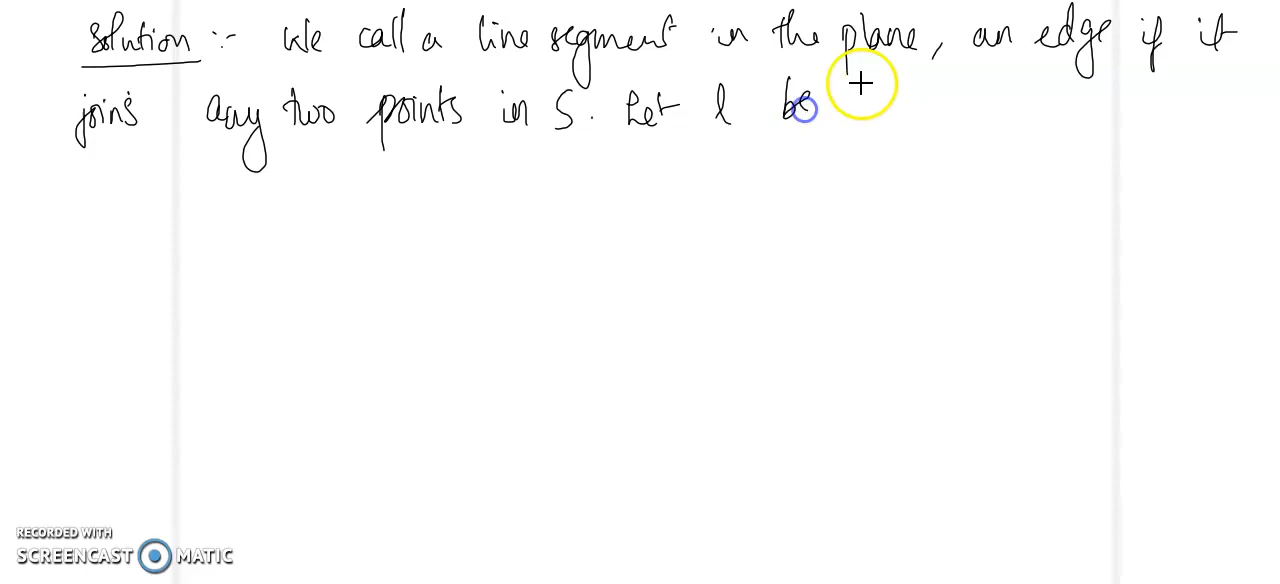 Solution :- We call a line segment in the plane, an edge if it
joins any two points in S. Let l be
RECORDED WITH
SCREENCAST MATIC